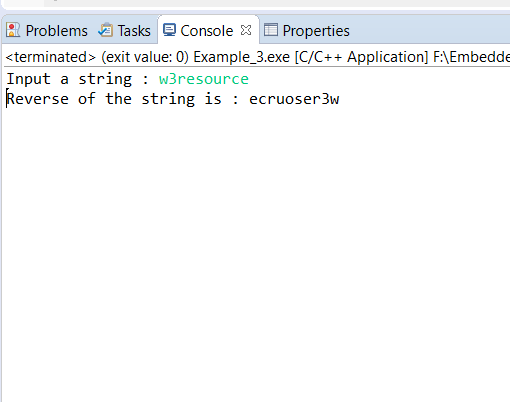 Problems Tasks Console Properties
<terminated> (exit value: 0) Example_3.exe [C/C++ Application] F:\Embedde
Input a string : w3resource
Reverse of the string is : ecruoser3w